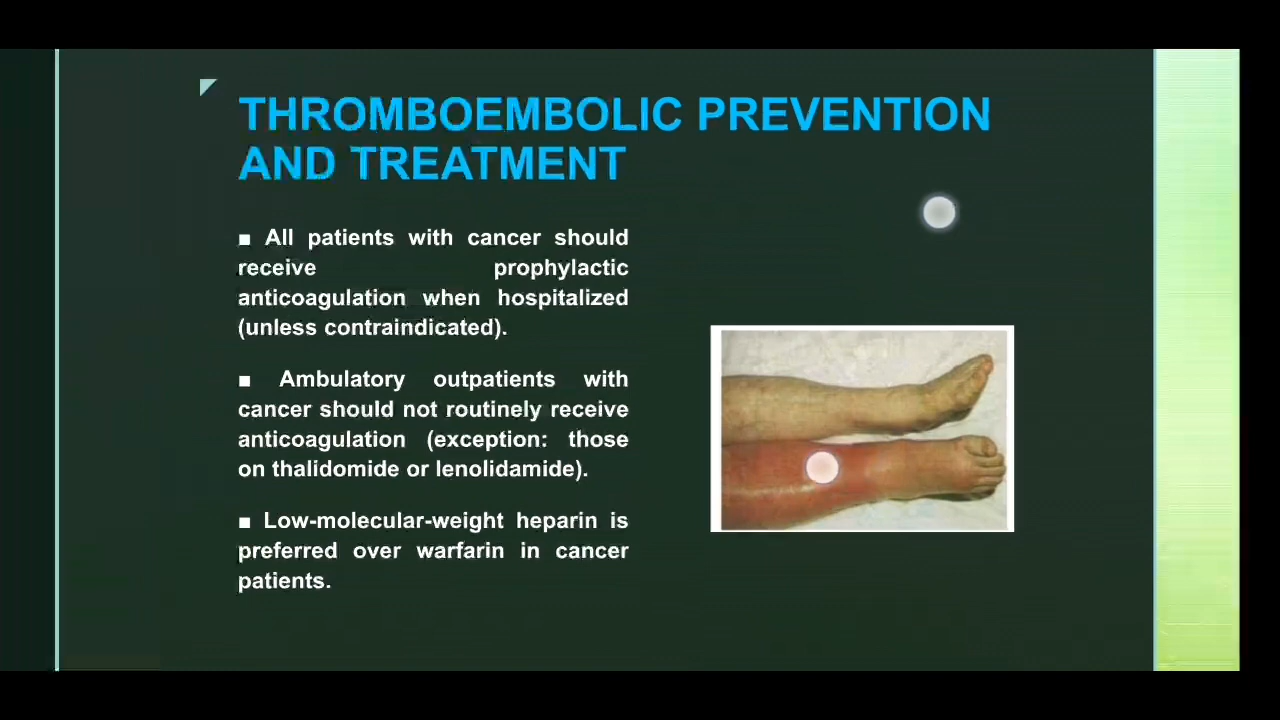 THROMBOEMBOLIC PREVENTION
AND TREATMENT
■ All patients with cancer should
receive prophylactic
anticoagulation when hospitalized
(unless contraindicated).
■ Ambulatory outpatients with
cancer should not routinely receive
anticoagulation (exception: those
on thalidomide or lenolidamide).
■ Low-molecular-weight heparin is
preferred over warfarin in cancer
patients.